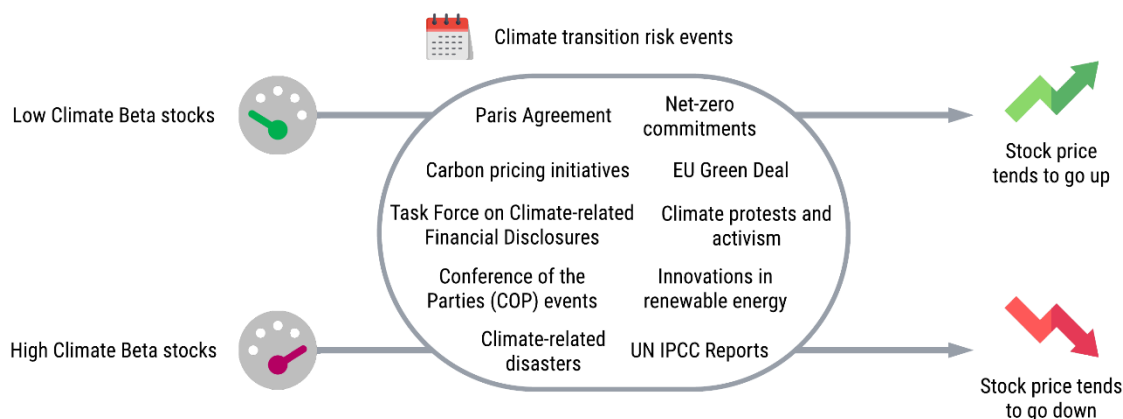 Climate transition risk events
Low Climate Beta stocks
Paris Agreement
Net-zero
commitments
Carbon pricing initiatives
EU Green Deal
Task Force on Climate-related
Financial Disclosures
Climate protests and
activism
Conference of the
Parties (COP) events
Innovations in
renewable energy
Climate-related
disasters
UN IPCC Reports
Stock price
tends to go up
High Climate Beta stocks
Stock price tends
to go down